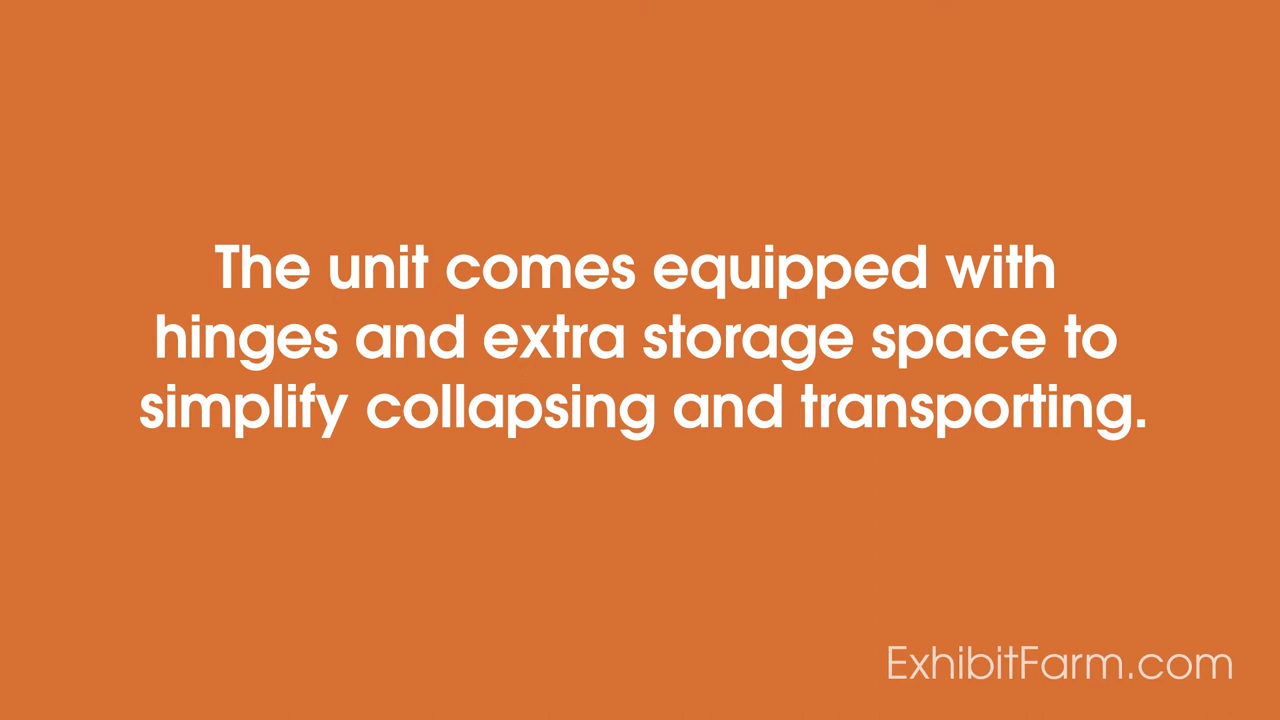 The unit comes equipped with
hinges and extra storage space to
simplify collapsing and transporting.
ExhibitFarm.com